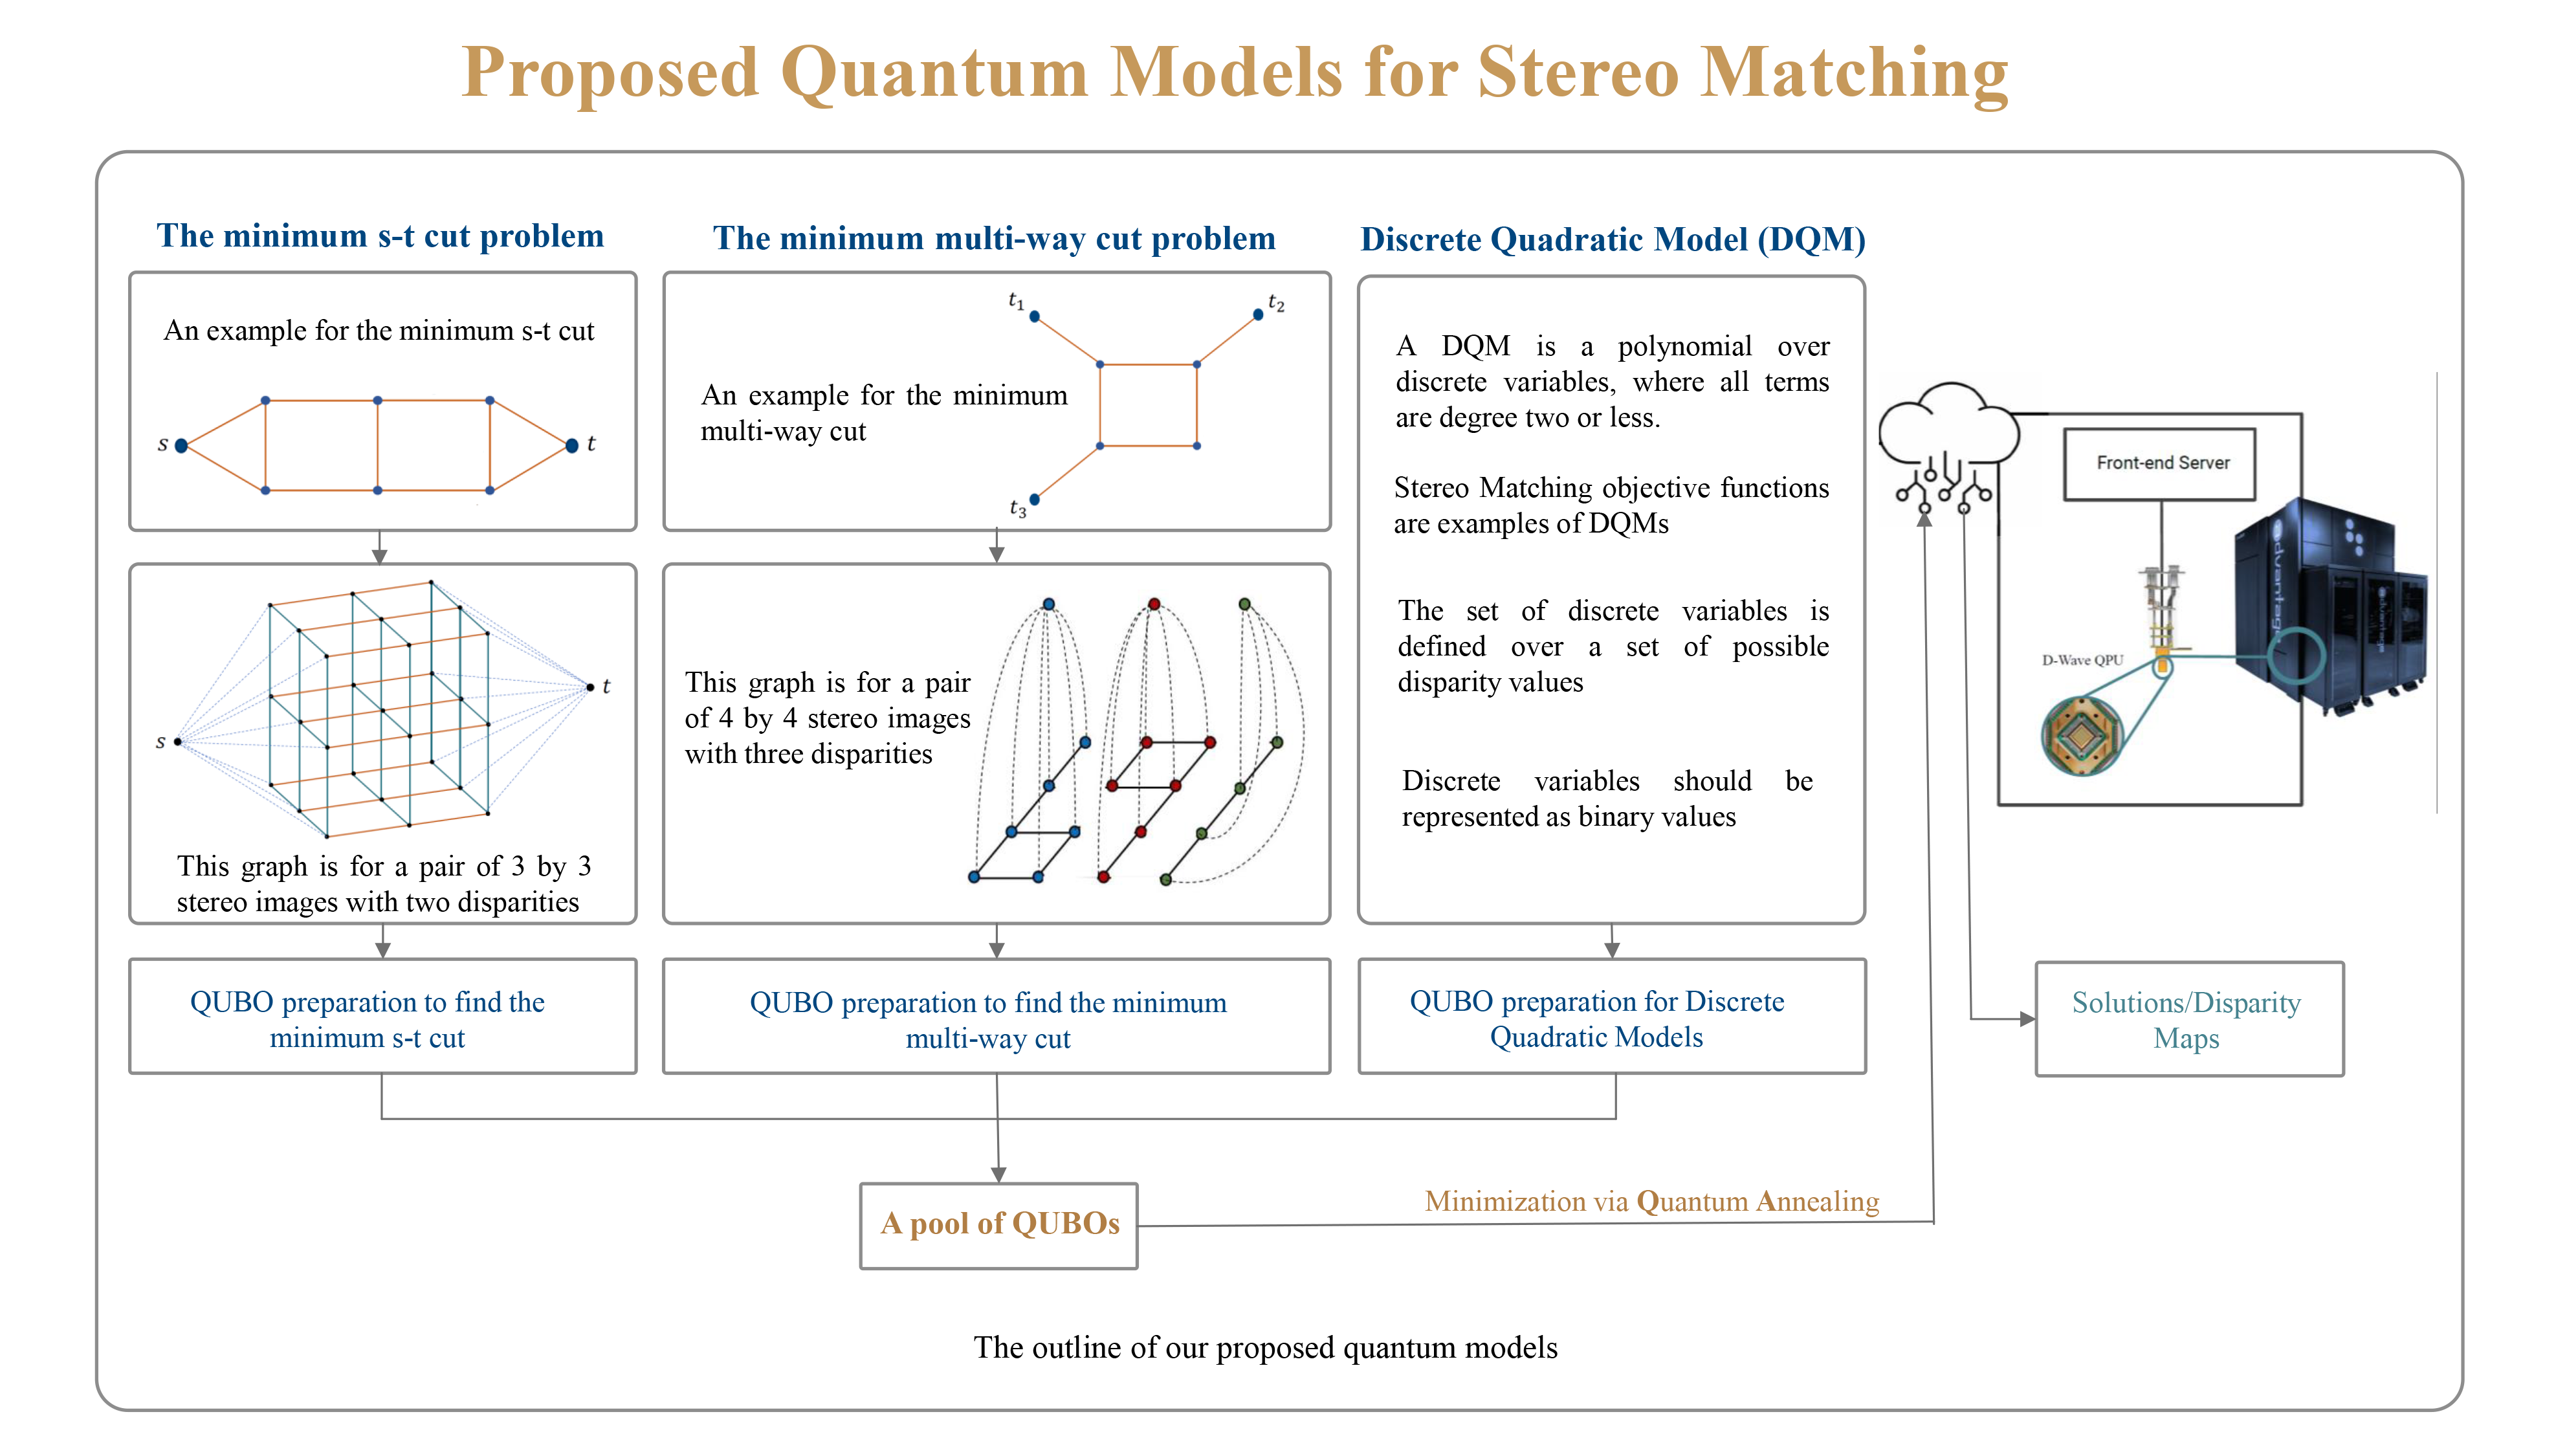 Proposed Quantum Models for Stereo Matching
The minimum s-t cut problem
An example for the minimum s-t cut
s
t
s
t
This graph is for a pair of 3 by 3
stereo images with two disparities
QUBO preparation to find the
minimum s-t cut
The minimum multi-way cut problem
t1
t2
An example for the minimum
multi-way cut
t3
This graph is for a pair
of 4 by 4 stereo images
with three disparities
QUBO preparation to find the minimum
multi-way cut
Discrete Quadratic Model (DQM)
A DQM is a polynomial over
discrete variables, where all terms
are degree two or less.
Stereo Matching objective functions
are examples of DQMs
The set of discrete variables is
defined over a set of possible
disparity values
Discrete variables should be
represented as binary values
QUBO preparation for Discrete
Quadratic Models
Front-end Server
D-Wave QPU
Solutions/Disparity
Maps
A pool of QUBOs
Minimization via Quantum Annealing
The outline of our proposed quantum models